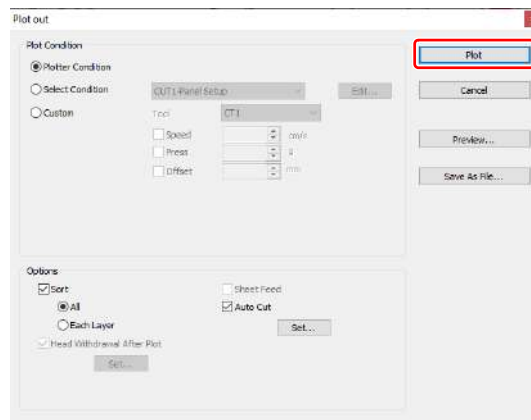 Plot out
Plot Condition
Plotter Condition
Select Condition
CUT1-Panel Setup
Edit...
Custom
Tool
CT1
Speed
cm/s
Press
g
Offset
mm
Plot
Cancel
Preview...
Save As File...
Options
Sort
All
Each Layer
Head Withdrawal After Plot
Set...
Sheet Feed
Auto Cut
Set...